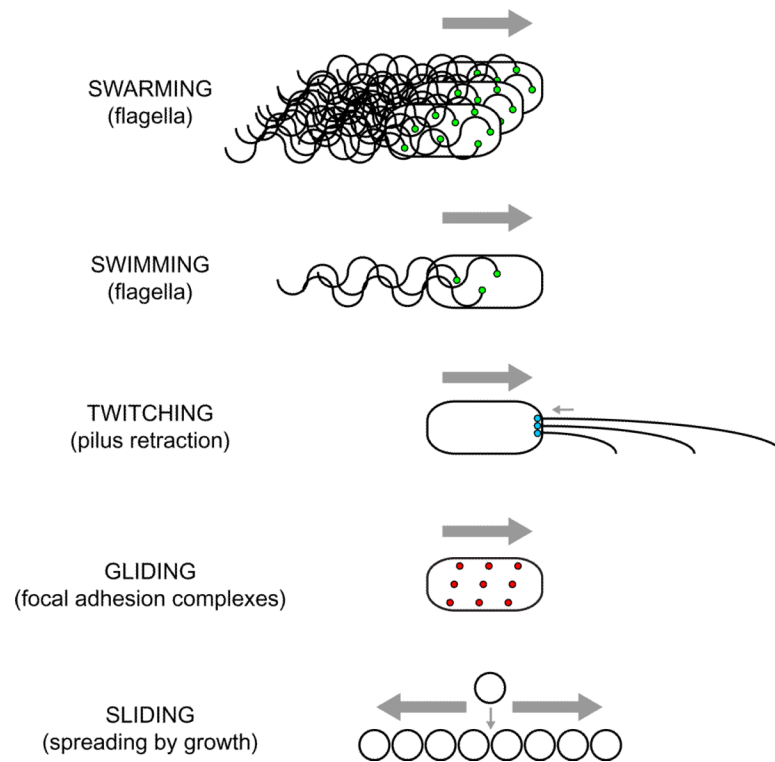 SWARMING
(flagella)
SWIMMING
(flagella)
TWITCHING
(pilus retraction)
GLIDING
(focal adhesion complexes)
SLIDING
(spreading by growth)